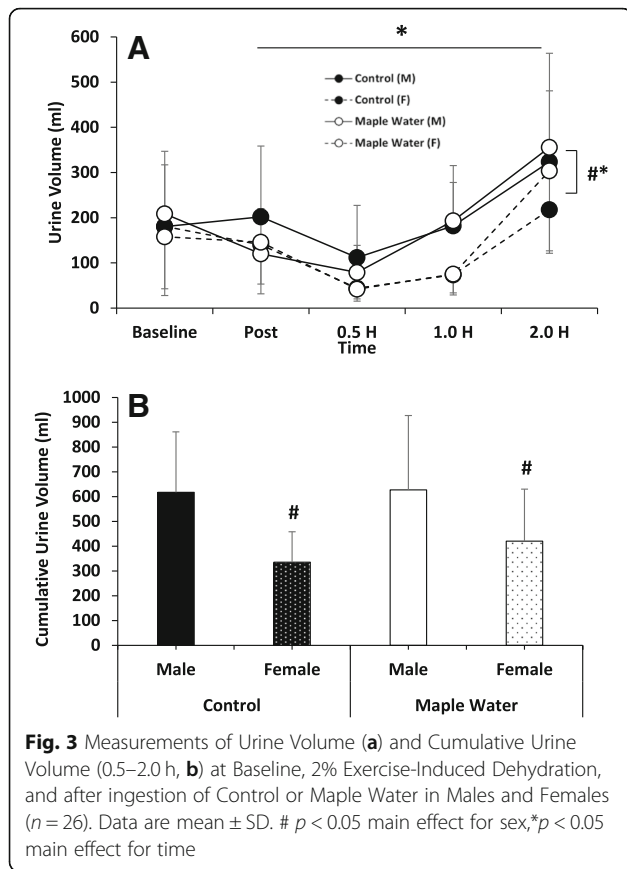 A
*
600
500
400
300
200
100
0
Urine Volume (ml)
Control (M)
Control (F)
Maple Water (M)
Maple Water (F)
#*
Baseline Post 0.5 H 1.0 H 2.0 H
Time
B
1000
900
800
700
600
500
400
300
200
100
0
Cumulative Urine Volume (ml)
#
#
Male Female Male Female
Control Maple Water
Fig. 3 Measurements of Urine Volume (a) and Cumulative Urine
Volume (0.5–2.0 h, b) at Baseline, 2% Exercise-Induced Dehydration,
and after ingestion of Control or Maple Water in Males and Females
(n = 26). Data are mean ± SD. # p < 0.05 main effect for sex,*p < 0.05
main effect for time